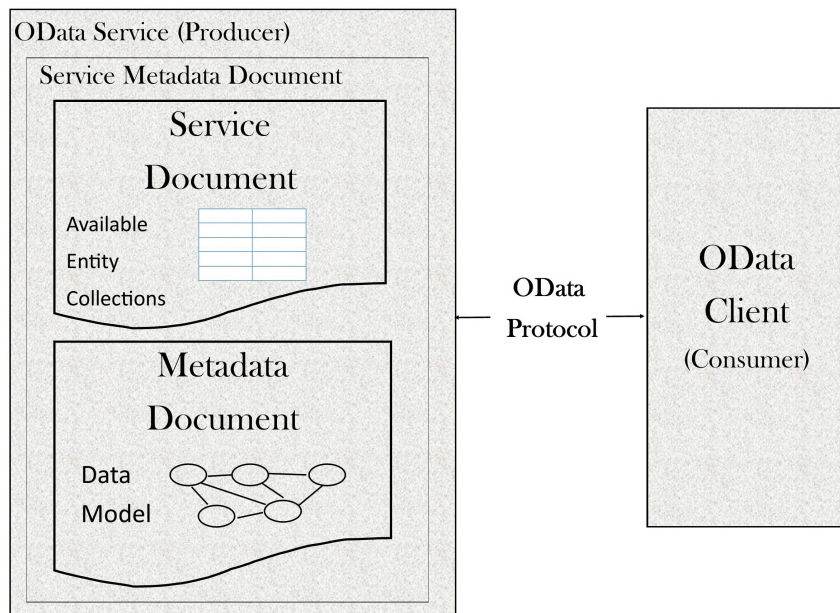 OData Service (Producer)
Service Metadata Document
Service
Document
Available
Entity
Collections
Metadata
Document
Data
Model
OData
Protocol
OData
Client
(Consumer)